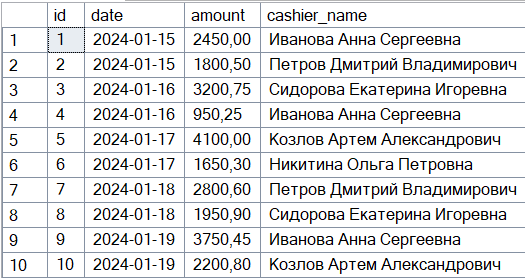 id date amount cashier_name
1 1 2024-01-15 2450,00 Иванова Анна Сергеевна
2 2 2024-01-15 1800,50 Петров Дмитрий Владимирович
3 3 2024-01-16 3200,75 Сидорова Екатерина Игоревна
4 4 2024-01-16 950,25 Иванова Анна Сергеевна
5 5 2024-01-17 4100,00 Козлов Артем Александрович
6 6 2024-01-17 1650,30 Никитина Ольга Петровна
7 7 2024-01-18 2800,60 Петров Дмитрий Владимирович
8 8 2024-01-18 1950,90 Сидорова Екатерина Игоревна
9 9 2024-01-19 3750,45 Иванова Анна Сергеевна
10 10 2024-01-19 2200,80 Козлов Артем Александрович